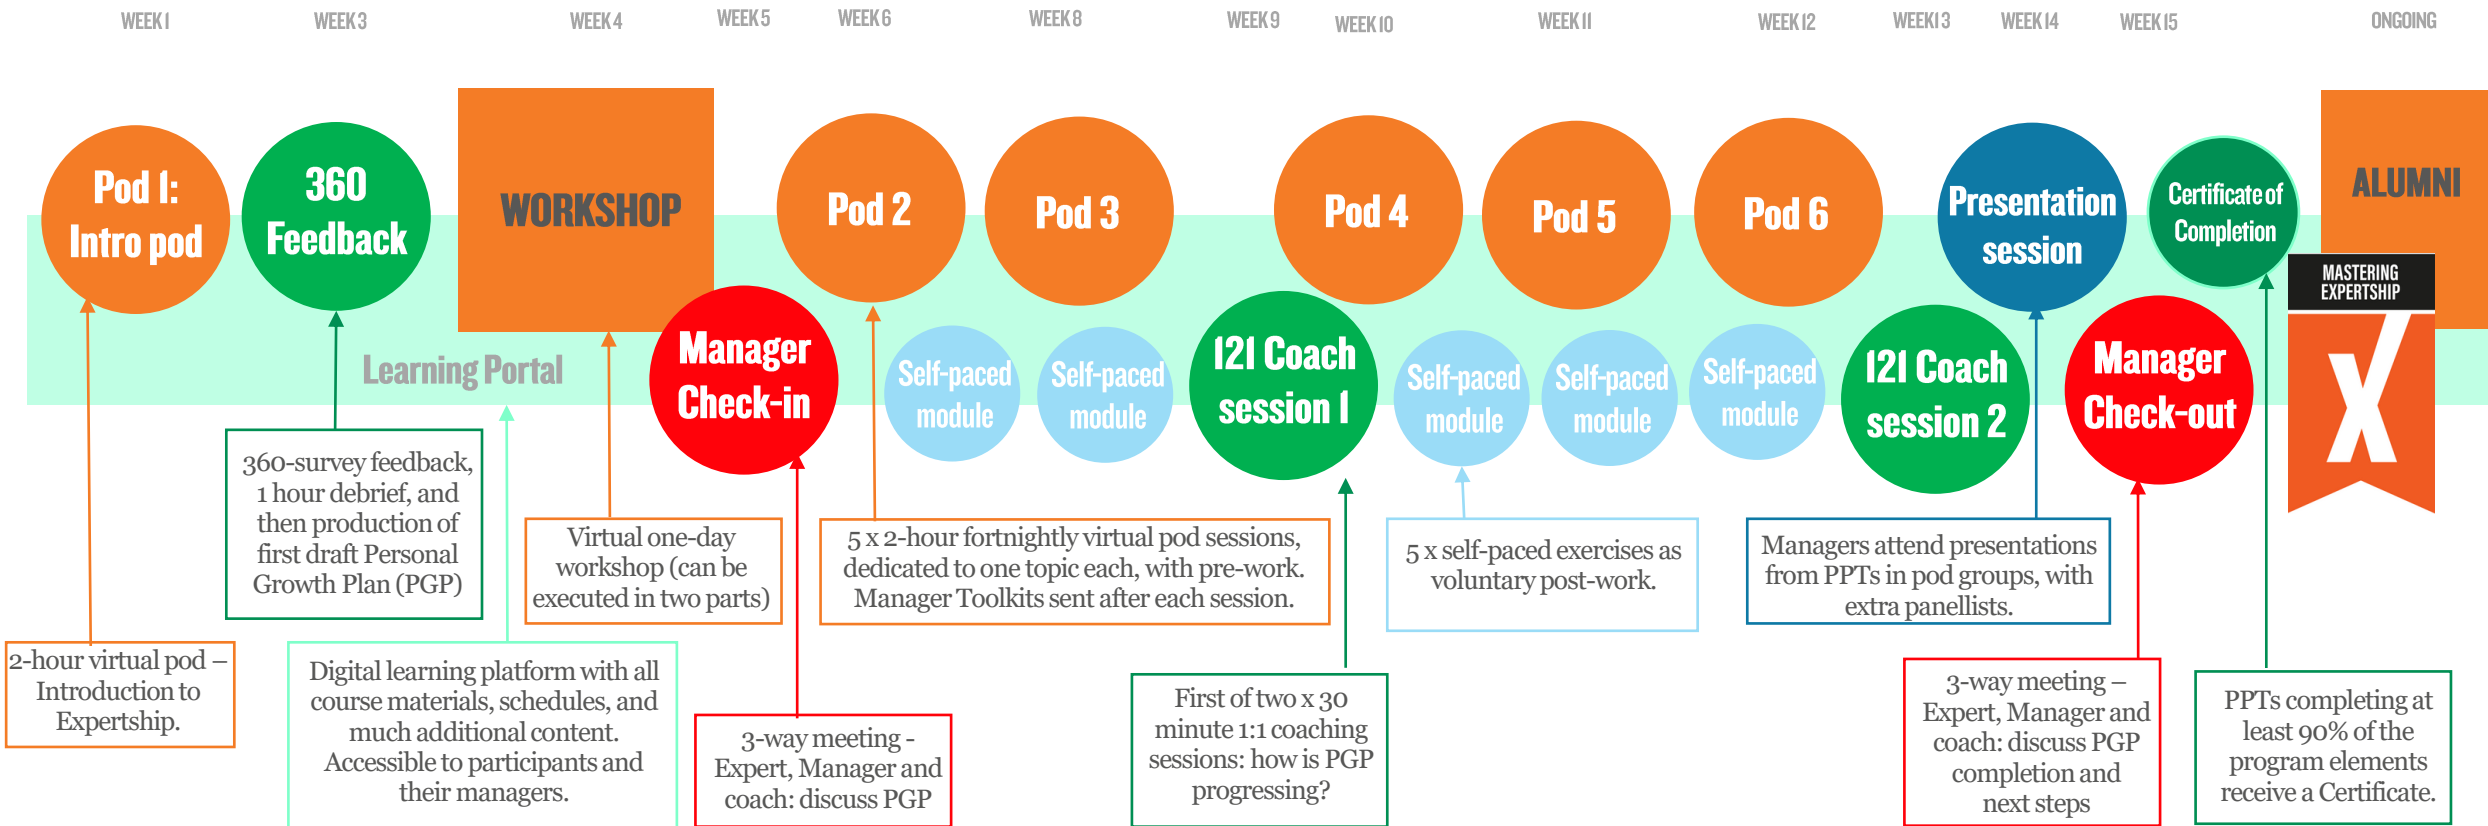 WEEK 1
WEEK 3
WEEK 4
WEEK 5
WEEK 6
WEEK 8
WEEK 9
WEEK 10
WEEK 11
WEEK 12
WEEK 13
WEEK 14
WEEK 15
ONGOING
Pod 1:
Intro pod
360
Feedback
WORKSHOP
Pod 2
Pod 3
Pod 4
Pod 5
Pod 6
Presentation
session
Certificate of
Completion
ALUMNI
MASTERING
EXPERTSHIP
X
Learning Portal
Manager
Check-in
Self-paced
module
Self-paced
module
121 Coach
session 1
Self-paced
module
Self-paced
module
Self-paced
module
121 Coach
session 2
Manager
Check-out
360-survey feedback,
1 hour debrief, and
then production of
first draft Personal
Growth Plan (PGP)
Virtual one-day
workshop (can be
executed in two parts)
5 x 2-hour fortnightly virtual pod sessions,
dedicated to one topic each, with pre-work.
Manager Toolkits sent after each session.
5 x self-paced exercises as
voluntary post-work.
Managers attend presentations
from PPTs in pod groups, with
extra panellists.
2-hour virtual pod –
Introduction to
Expertship.
Digital learning platform with all
course materials, schedules, and
much additional content.
Accessible to participants and
their managers.
3-way meeting -
Expert, Manager and
coach: discuss PGP
First of two x 30
minute 1:1 coaching
sessions: how is PGP
progressing?
3-way meeting –
Expert, Manager and
coach: discuss PGP
completion and
next steps
PPTs completing at
least 90% of the
program elements
receive a Certificate.